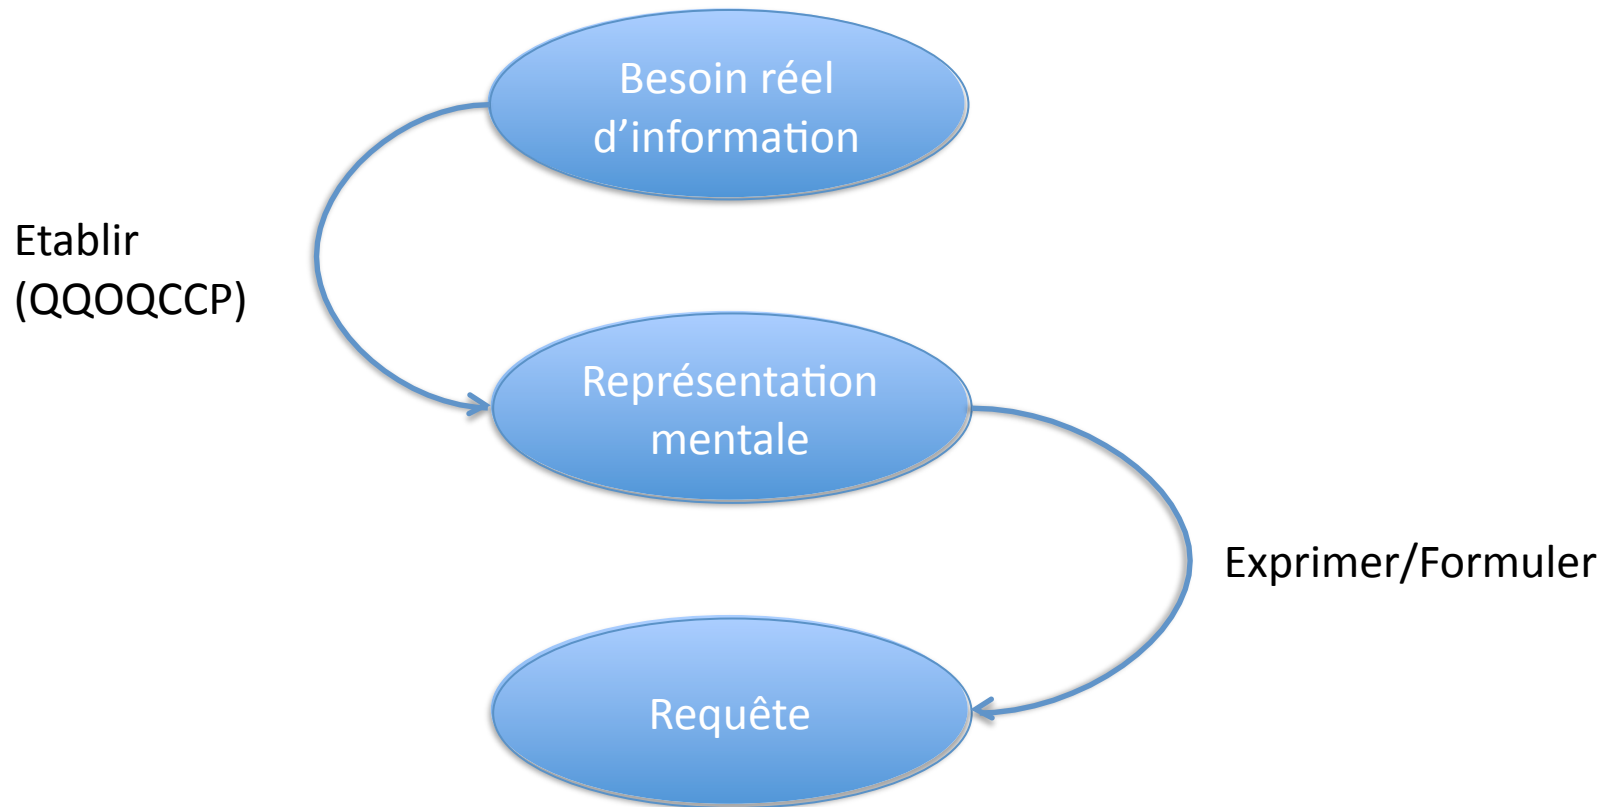 Besoin réel
d’information
Etablir
(QQOQCCP)
Représentation
mentale
Exprimer/Formuler
Requête